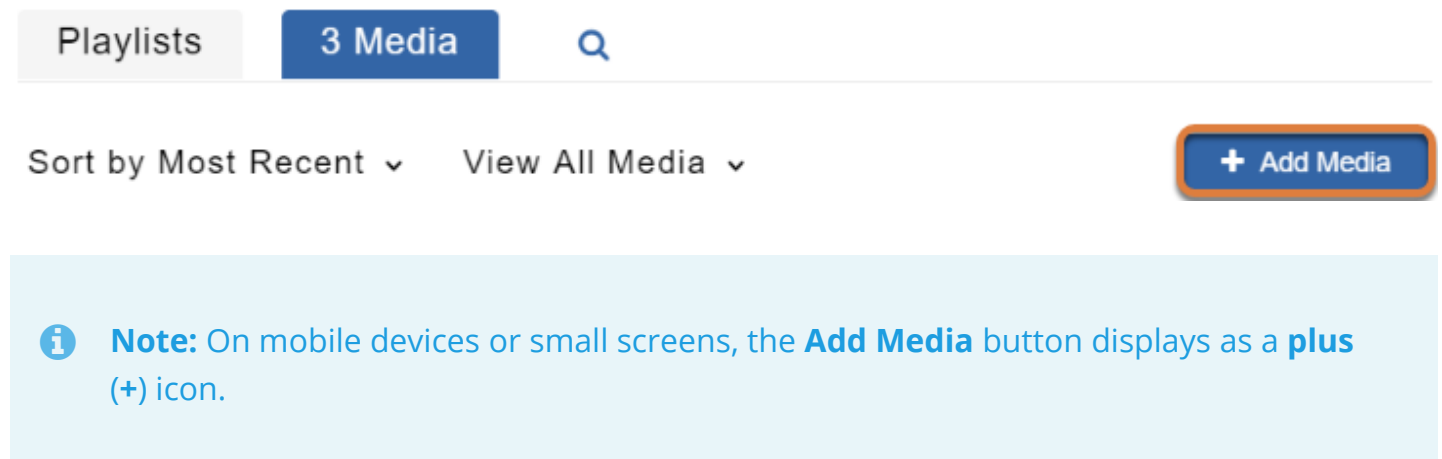 Playlists 3 Media
Sort by Most Recent View All Media + Add Media
Note: On mobile devices or small screens, the Add Media button displays as a plus
(+) icon.